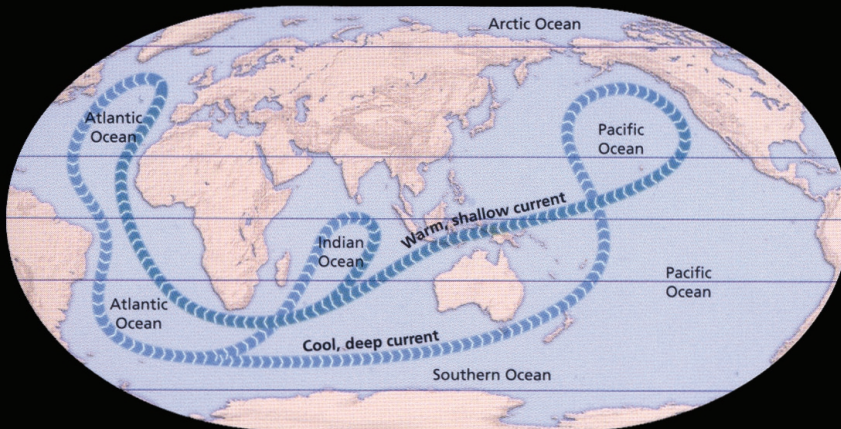 Arctic Ocean
Atlantic
Ocean
Pacific
Ocean
Warm, shallow current
Indian
Ocean
Pacific
Ocean
Atlantic
Ocean
Cool, deep current
Southern Ocean